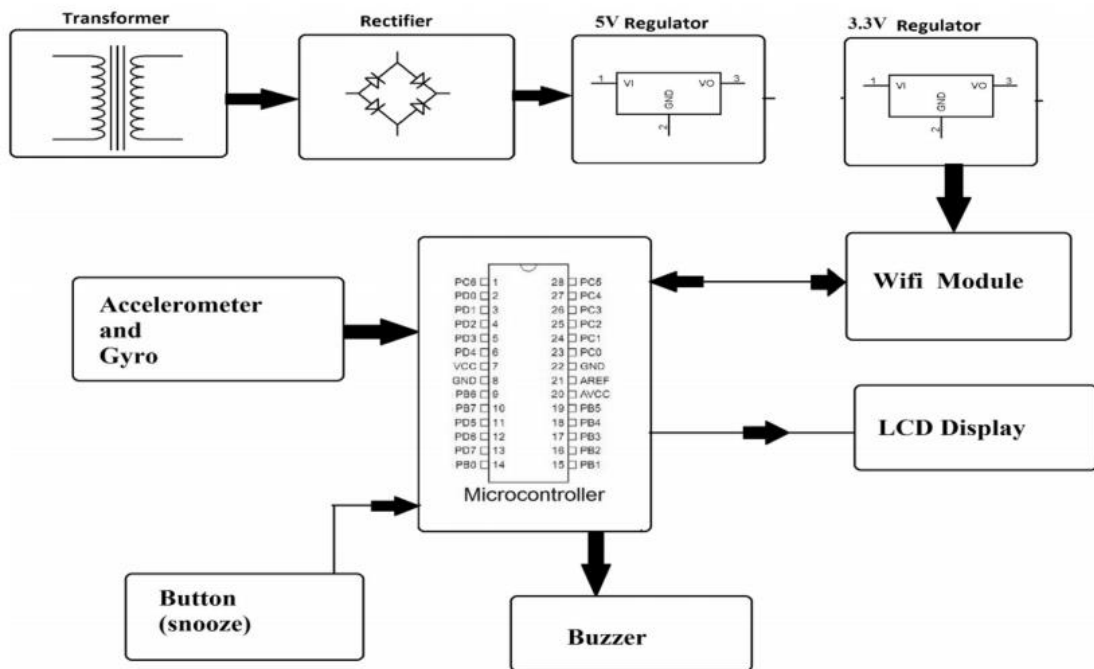 Transformer
Rectifier
5V Regulator
3.3V Regulator
1 VI VO 3
GND
2
1 VI VO 3
GND
2
Accelerometer
and
Gyro
PC6 1 28 PC5
PD0 2 27 PC4
PD1 3 26 PC3
PD2 4 25 PC2
PD3 5 24 PC1
PD4 6 23 PC0
VCC 7 22 GND
GND 8 21 AREF
PB6 9 20 AVCC
PB7 10 19 PB5
PD5 11 18 PB4
PD6 12 17 PB3
PD7 13 16 PB2
PB0 14 15 PB1
Microcontroller
Wifi Module
LCD Display
Button
(snooze)
Buzzer